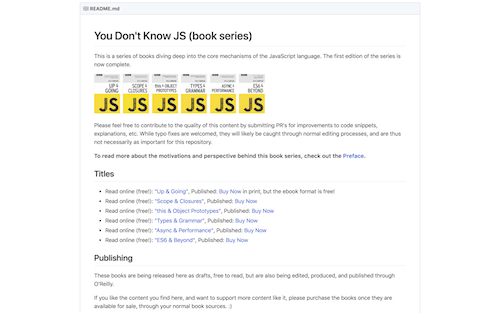 README.md
You Don't Know JS (book series)
This is a series of books diving deep into the core mechanisms of the JavaScript language. The first edition of the series is
now complete.
UP & GOING
SCOPE & CLOSURES
this & OBJECT PROTOTYPES
TYPES & GRAMMAR
ASYNC & PERFORMANCE
ES6 & BEYOND
JS JS JS JS JS JS
Please feel free to contribute to the quality of this content by submitting PR's for improvements to code snippets,
explanations, etc. While typo fixes are welcomed, they will likely be caught through normal editing processes, and are thus
not necessarily as important for this repository.
To read more about the motivations and perspective behind this book series, check out the Preface.
Titles
• Read online (free!): "Up & Going", Published: Buy Now in print, but the ebook format is free!
• Read online (free!): "Scope & Closures", Published: Buy Now
• Read online (free!): "this & Object Prototypes", Published: Buy Now
• Read online (free!): "Types & Grammar", Published: Buy Now
• Read online (free!): "Async & Performance", Published: Buy Now
• Read online (free!): "ES6 & Beyond", Published: Buy Now
Publishing
These books are being released here as drafts, free to read, but are also being edited, produced, and published through
O'Reilly.
If you like the content you find here, and want to support more content like it, please purchase the books once they are
available for sale, through your normal book sources. :)